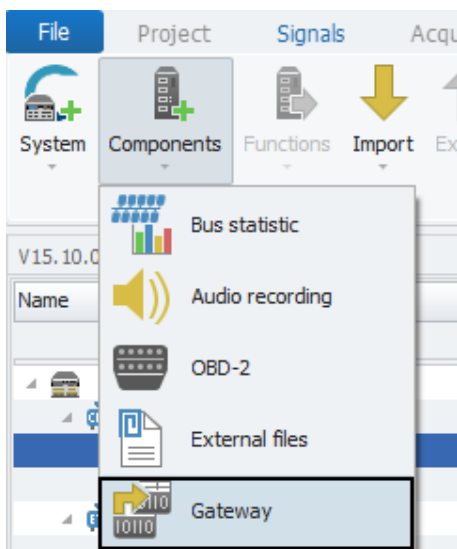 File Project Signals Acqu
System Components Functions Import Ex
Bus statistic
V15.10.0
Audio recording
Name
OBD-2
External files
Gateway